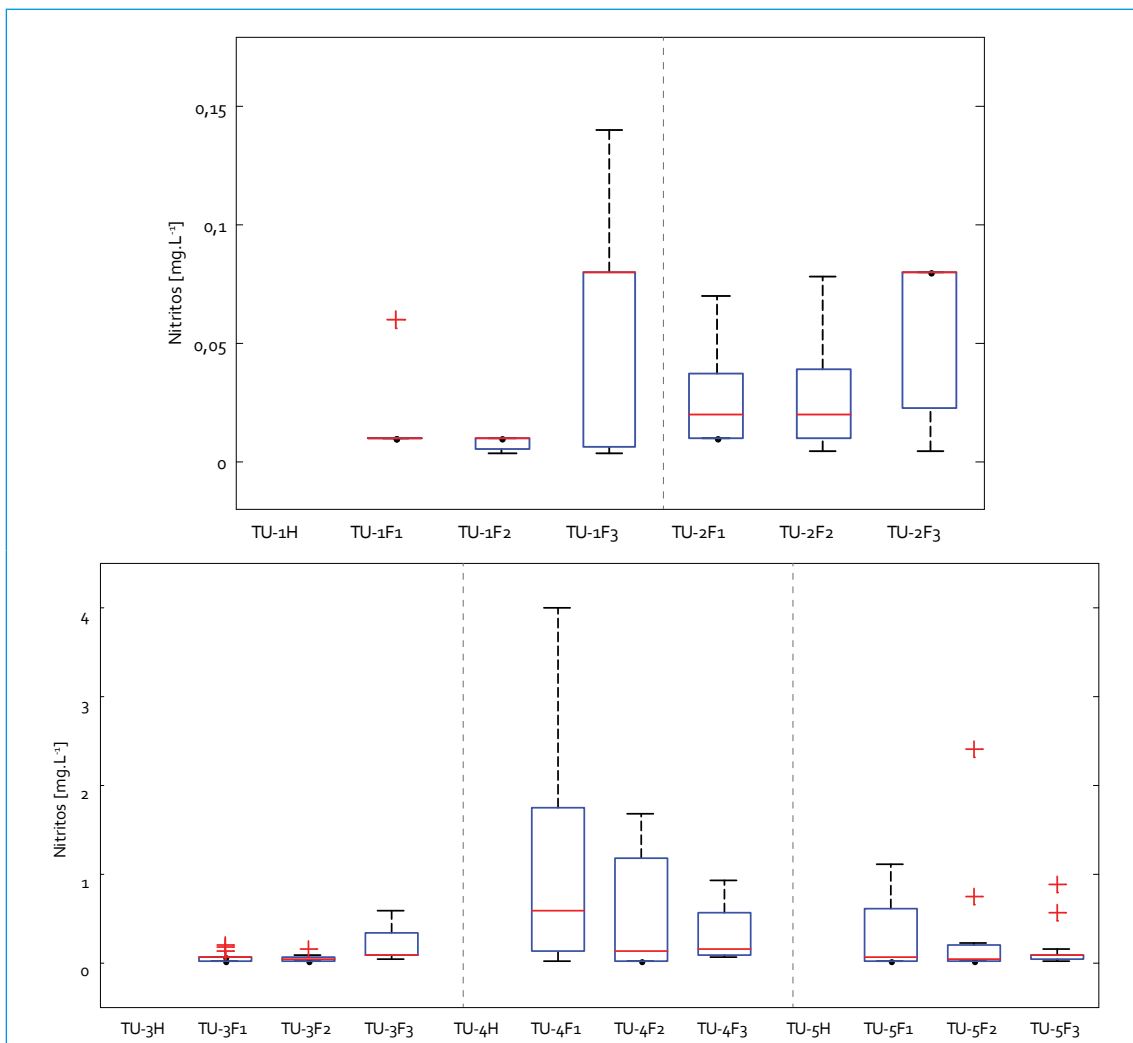 Nitritos [mg.L-1]
0,15
0,1
0,05
0
TU-1H TU-1F1 TU-1F2 TU-1F3 TU-2F1 TU-2F2 TU-2F3
Nitritos [mg.L-1]
4
3
2
1
0
TU-3H TU-3F1 TU-3F2 TU-3F3 TU-4H TU-4F1 TU-4F2 TU-4F3 TU-5H TU-5F1 TU-5F2 TU-5F3